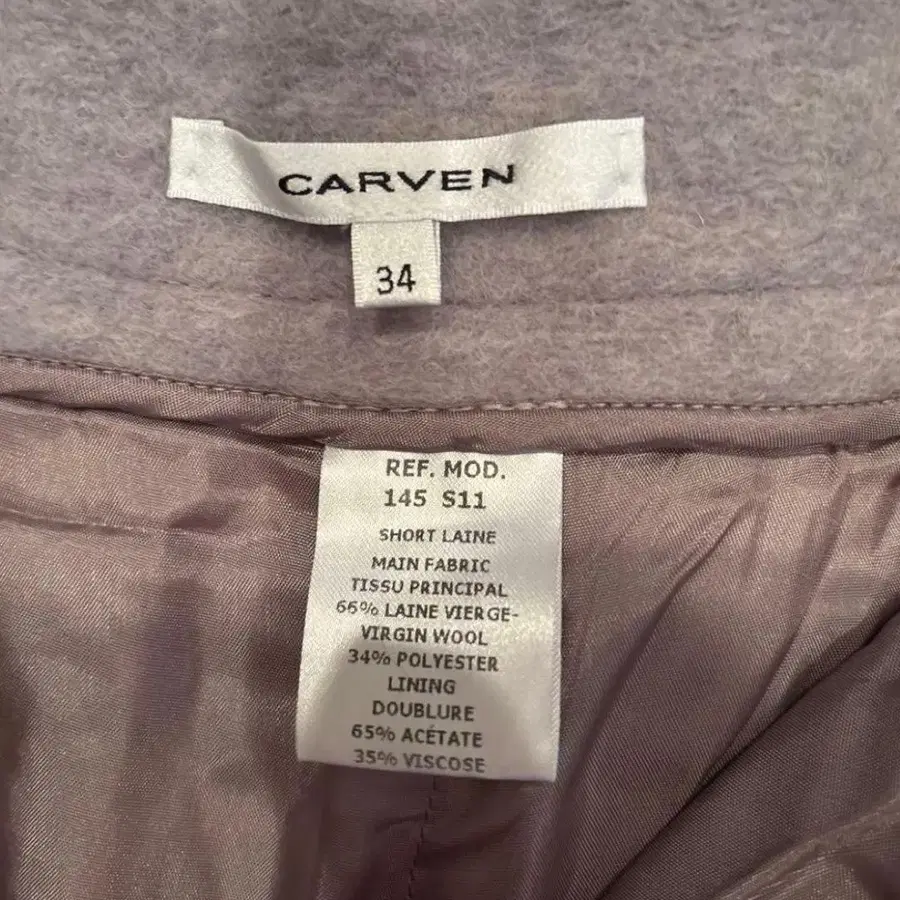 CARVEN
34
REF. MOD.
145 S11
SHORT LAINE
MAIN FABRIC
TISSU PRINCIPAL
66% LAINE VIERGE-
VIRGIN WOOL
34% POLYESTER
LINING
DOUBLURE
65% ACÉTATE
35% VISCOSE